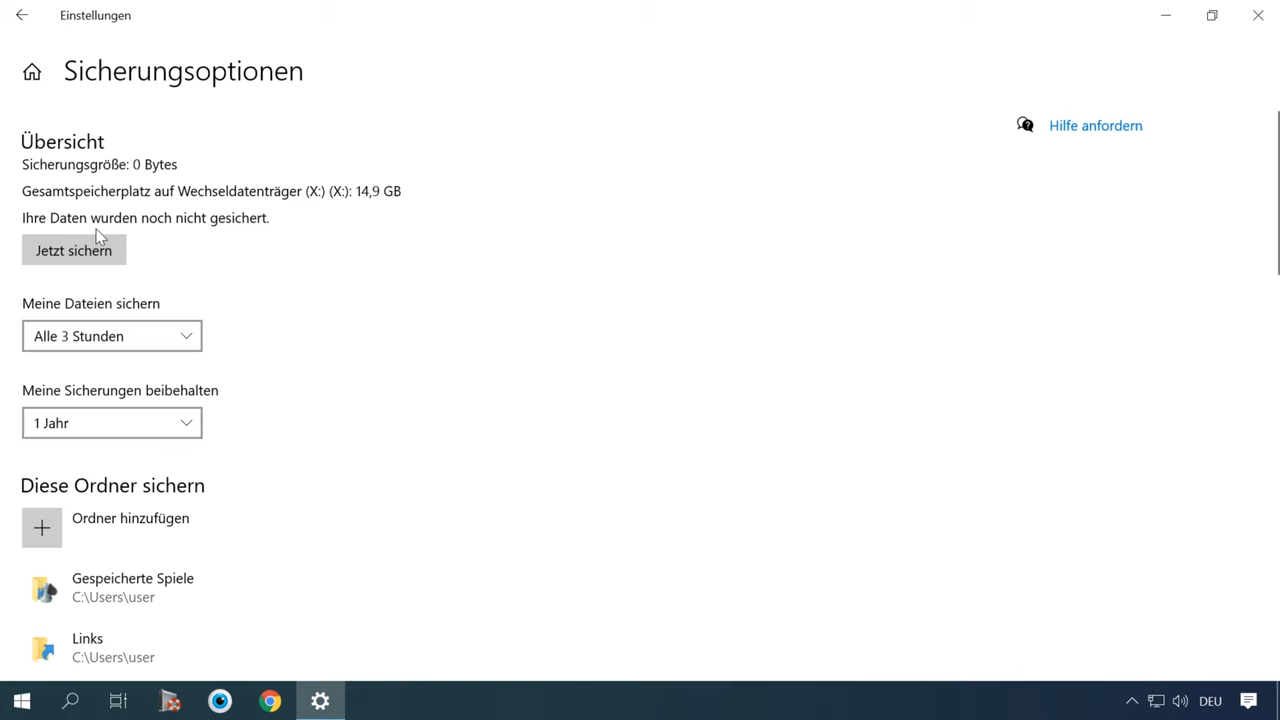 Einstellungen
Sicherungsoptionen
Hilfe anfordern
Übersicht
Sicherungsgröße: 0 Bytes
Gesamtspeicherplatz auf Wechseldatenträger (X:) (X:): 14,9 GB
Ihre Daten wurden noch nicht gesichert.
Jetzt sichern
Meine Dateien sichern
Alle 3 Stunden
Meine Sicherungen beibehalten
1 Jahr
Diese Ordner sichern
Ordner hinzufügen
Gespeicherte Spiele
C:\Users\user
Links
C:\Users\user
DEU